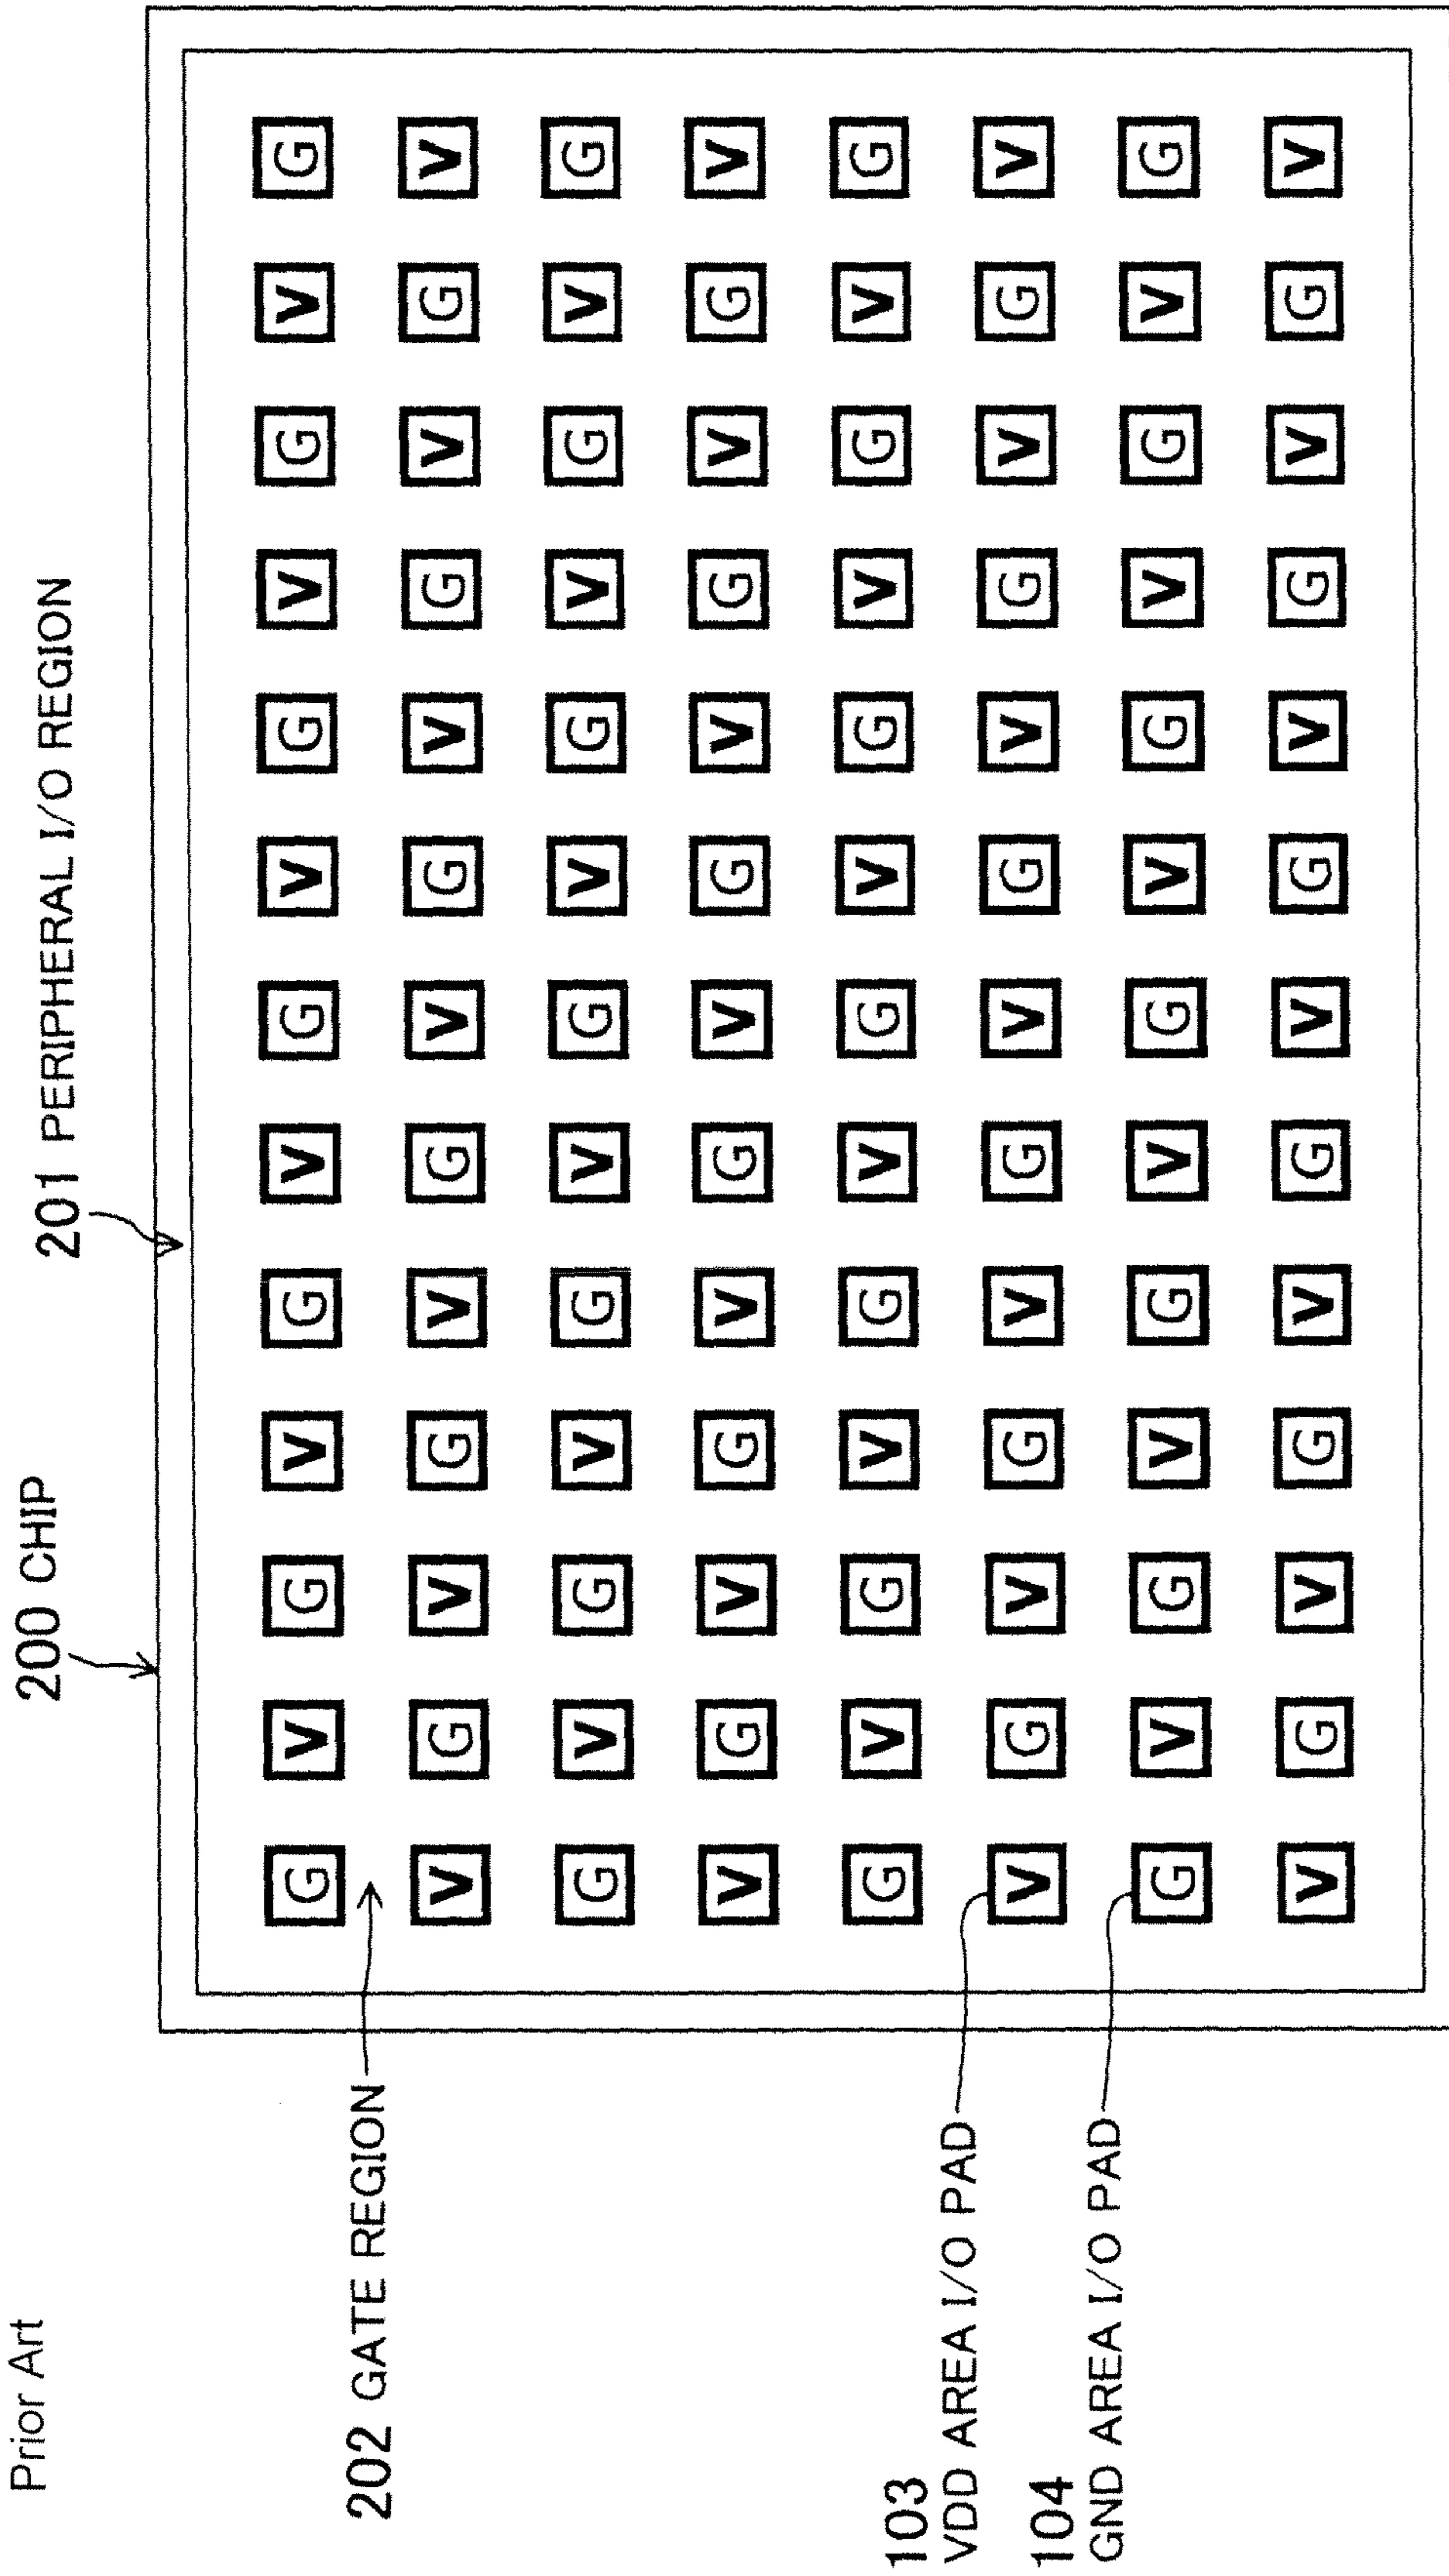 Prior Art
200 CHIP
201 PERIPHERAL I/O REGION
G V G V G V G V G V G V G
202 GATE REGION
V G V G V G V G V G V G V
G V G V G V G V G V G V G
V G V G V G V G V G V G V
G V G V G V G V G V G V G
103
VDD AREA I/O PAD
V G V G V G V G V G V G V
104
GND AREA I/O PAD
G V G V G V G V G V G V G
V G V G V G V G V G V G V